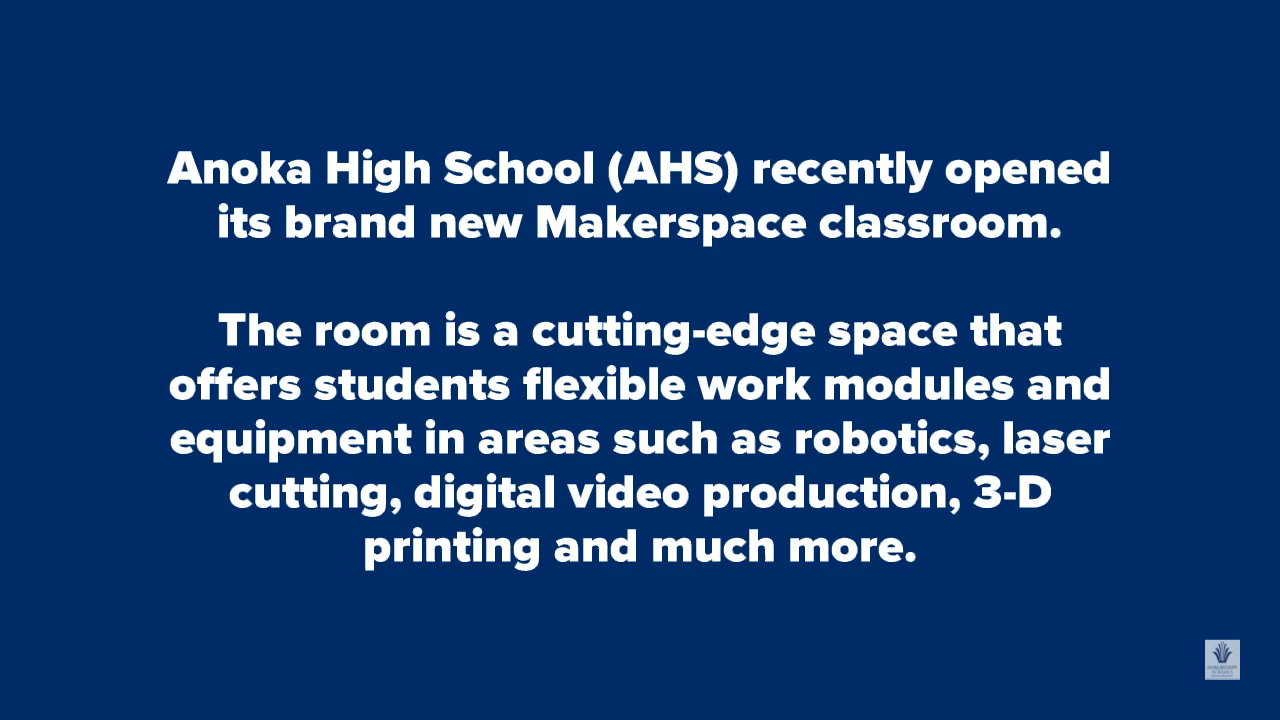 Anoka High School (AHS) recently opened
its brand new Makerspace classroom.
The room is a cutting-edge space that
offers students flexible work modules and
equipment in areas such as robotics, laser
cutting, digital video production, 3-D
printing and much more.